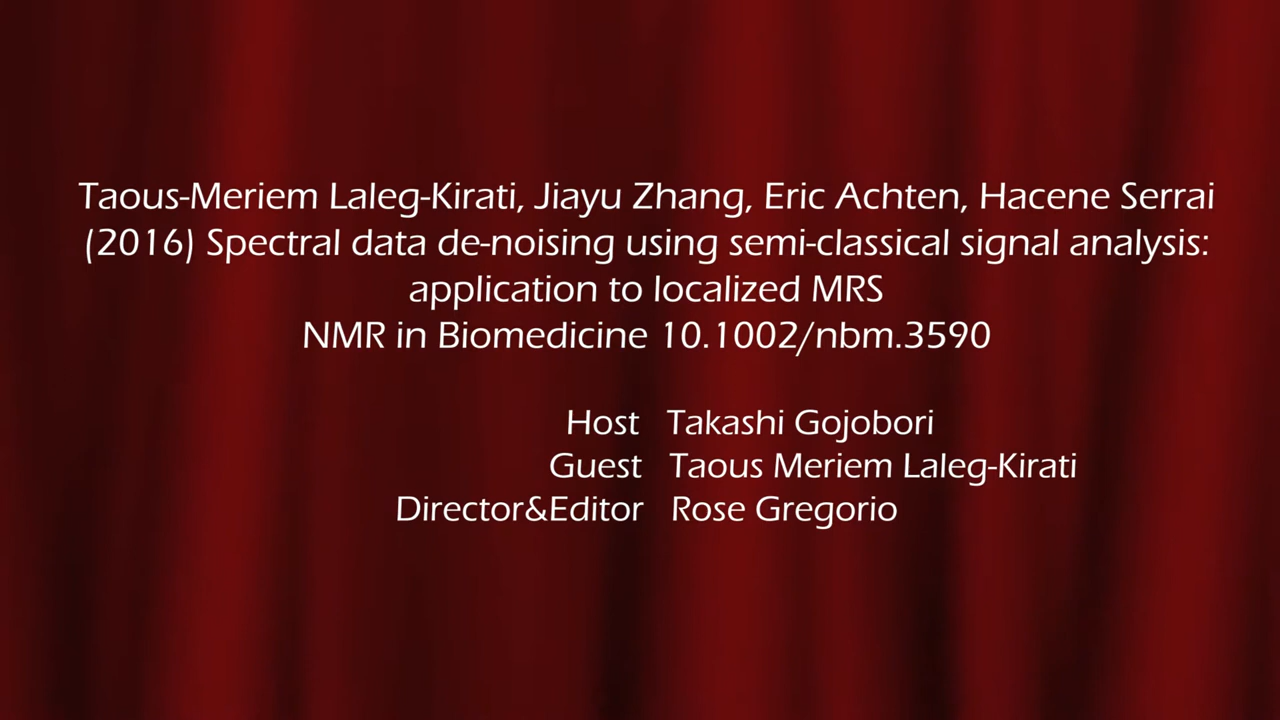 Taous-Meriem Laleg-Kirati, Jiayu Zhang, Eric Achten, Hacene Serrai
(2016) Spectral data de-noising using semi-classical signal analysis:
application to localized MRS
NMR in Biomedicine 10.1002/nbm.3590
Host Takashi Gojobori
Guest Taous Meriem Laleg-Kirati
Director&Editor Rose Gregorio